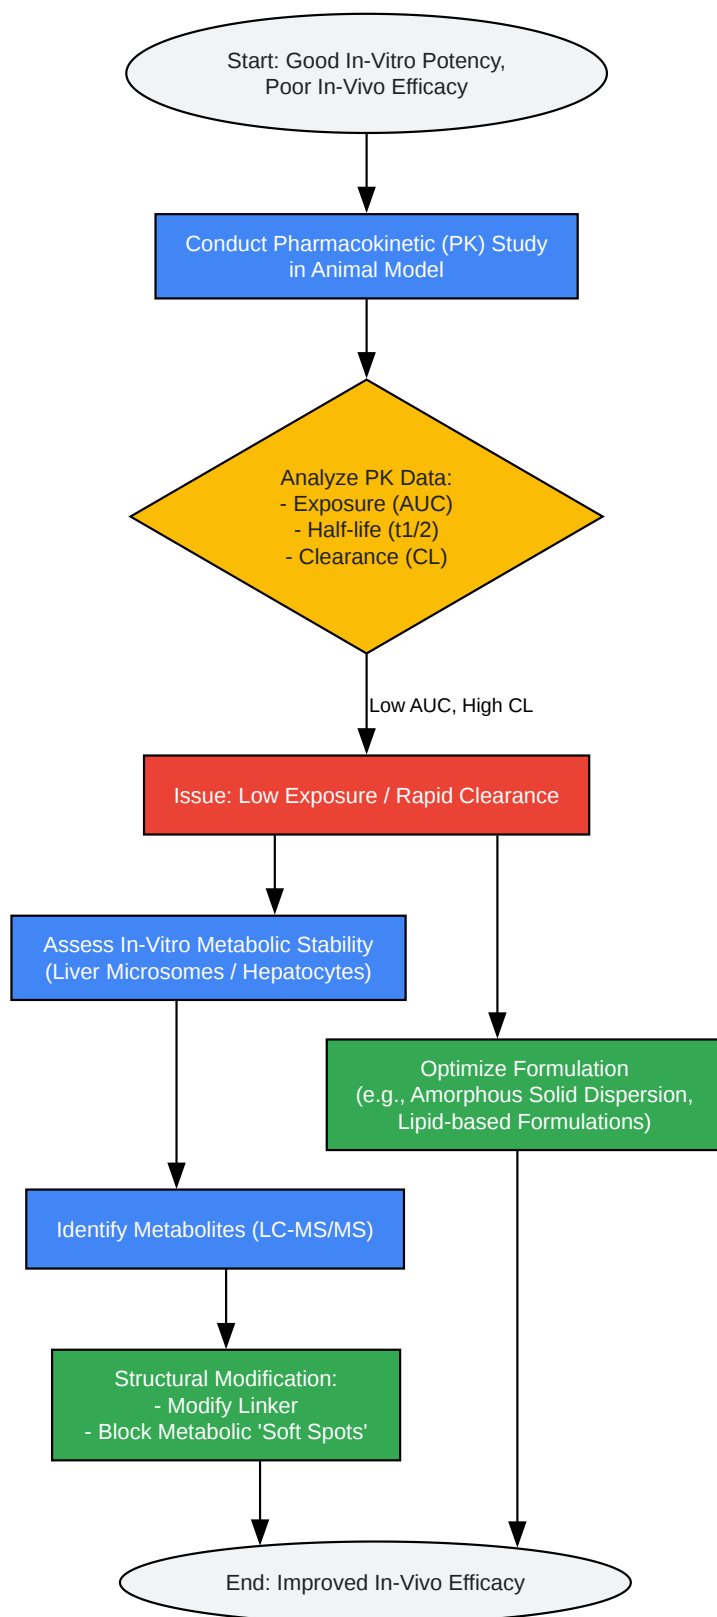 Start: Good In-Vitro Potency,
Poor In-Vivo Efficacy
Conduct Pharmacokinetic (PK) Study
in Animal Model
Analyze PK Data:
- Exposure (AUC)
- Half-life (t1/2)
- Clearance (CL)
Low AUC, High CL
Issue: Low Exposure / Rapid Clearance
Assess In-Vitro Metabolic Stability
(Liver Microsomes / Hepatocytes)
Optimize Formulation
(e.g., Amorphous Solid Dispersion,
Lipid-based Formulations)
Identify Metabolites (LC-MS/MS)
Structural Modification:
- Modify Linker
- Block Metabolic 'Soft Spots'
End: Improved In-Vivo Efficacy